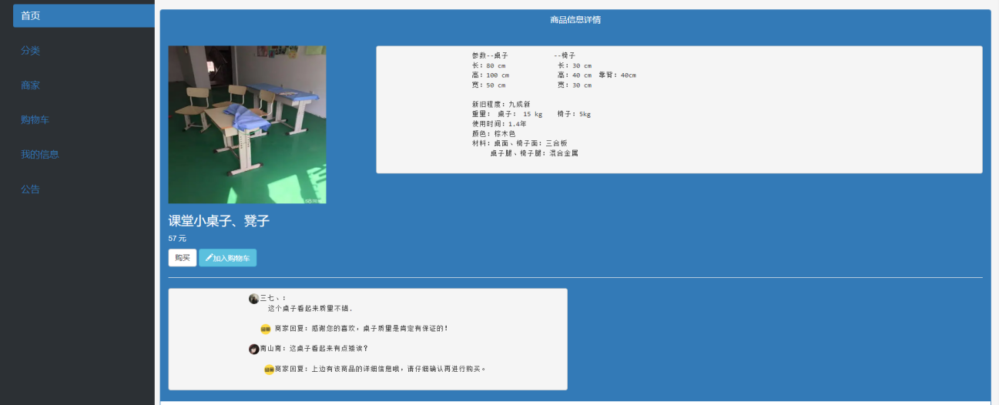 首页
分类
商家
购物车
我的信息
公告
商品信息详情
参数--桌子 --椅子
长: 80 cm 长: 30 cm
高: 100 cm 高: 40 cm 靠背: 40cm
宽: 50 cm 宽: 30 cm
新旧程度: 九成新
重量: 桌子: 15 kg 椅子: 5kg
使用时间: 1.4年
颜色: 棕木色
材料: 桌面、椅子面: 三合板
桌子腿、椅子腿: 混合金属
课堂小桌子、凳子
57 元
购买 加入购物车
三七、:
这个桌子看起来质量不错.
商家回复: 感谢您的喜欢, 桌子质量是肯定有保证的!
南山南: 这桌子看起来有点矮诶?
商家回复: 上边有该商品的详细信息哦, 请仔细确认再进行购买。